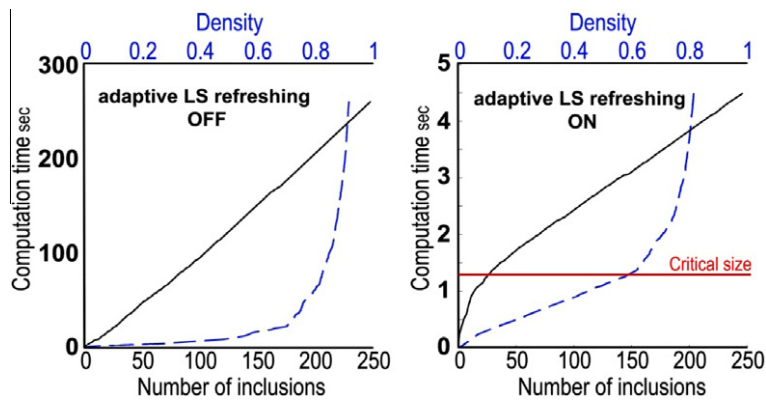 Density
0 0.2 0.4 0.6 0.8 1
300
200
100
0
Computation time sec
adaptive LS refreshing
OFF
0 50 100 150 200 250
Number of inclusions
Density
0 0.2 0.4 0.6 0.8 1
5
4
3
2
1
0
Computation time sec
adaptive LS refreshing
ON
Critical size
0 50 100 150 200 250
Number of inclusions